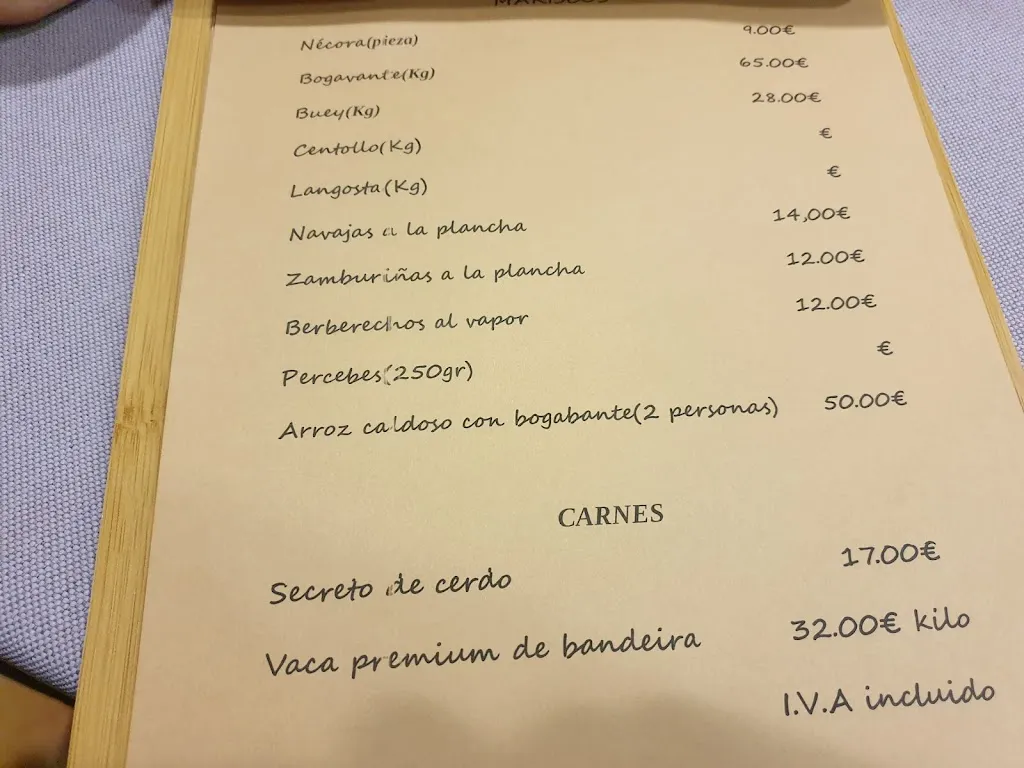 MARISCOS
Nécora(pieza) 9.00€
Bogavante(Kg) 65.00€
Buey(Kg) 28.00€
Centollo(Kg) €
Langosta(Kg) €
Navajas a la plancha 14,00€
Zamburiñas a la plancha 12.00€
Berberechos al vapor 12.00€
Percebes(250gr) €
Arroz caldoso con bogabante(2 personas) 50.00€
CARNES
Secreto de cerdo 17.00€
Vaca premium de bandeira 32.00€ kilo
I.V.A incluido